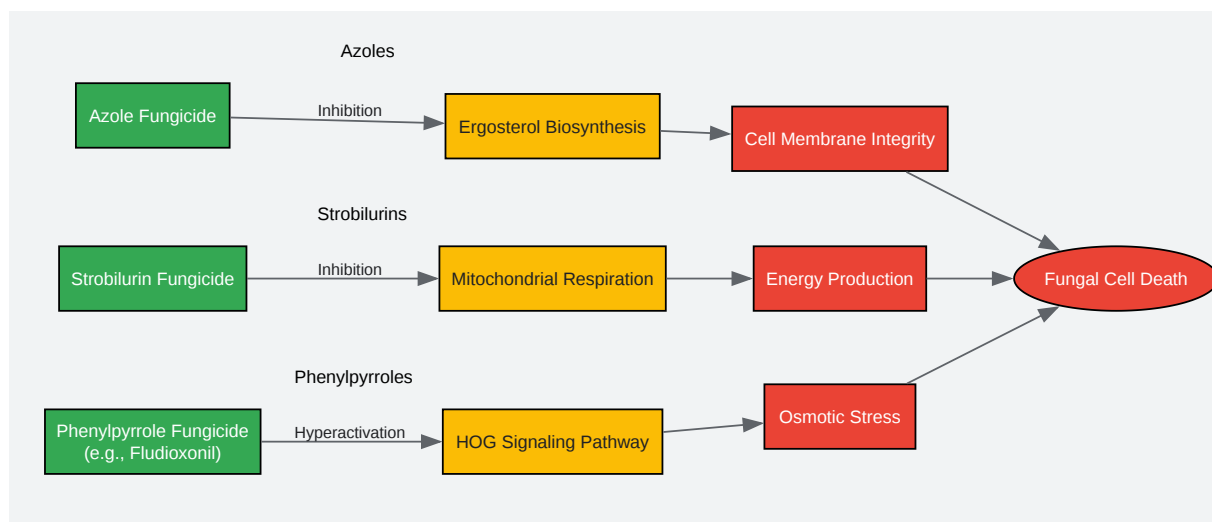 Azoles
Azole Fungicide
Inhibition
Ergosterol Biosynthesis
Cell Membrane Integrity
Strobilurins
Strobilurin Fungicide
Inhibition
Mitochondrial Respiration
Energy Production
Fungal Cell Death
Phenylpyrroles
Phenylpyrrole Fungicide
(e.g., Fludioxonil)
Hyperactivation
HOG Signaling Pathway
Osmotic Stress